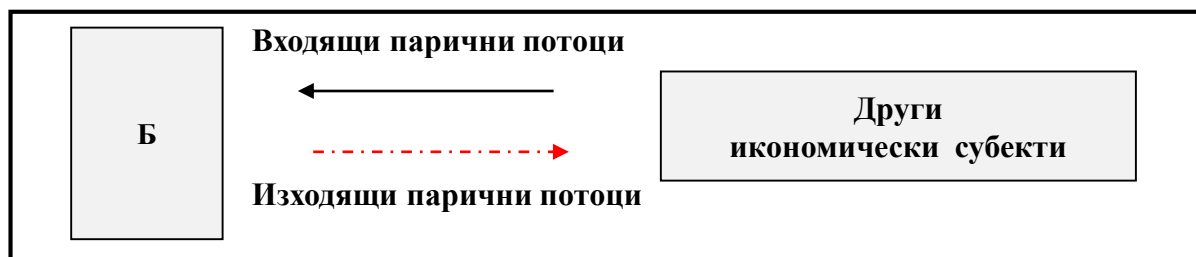 Входящи парични потоци
Б
Други
икономически субекти
Изходящи парични потоци